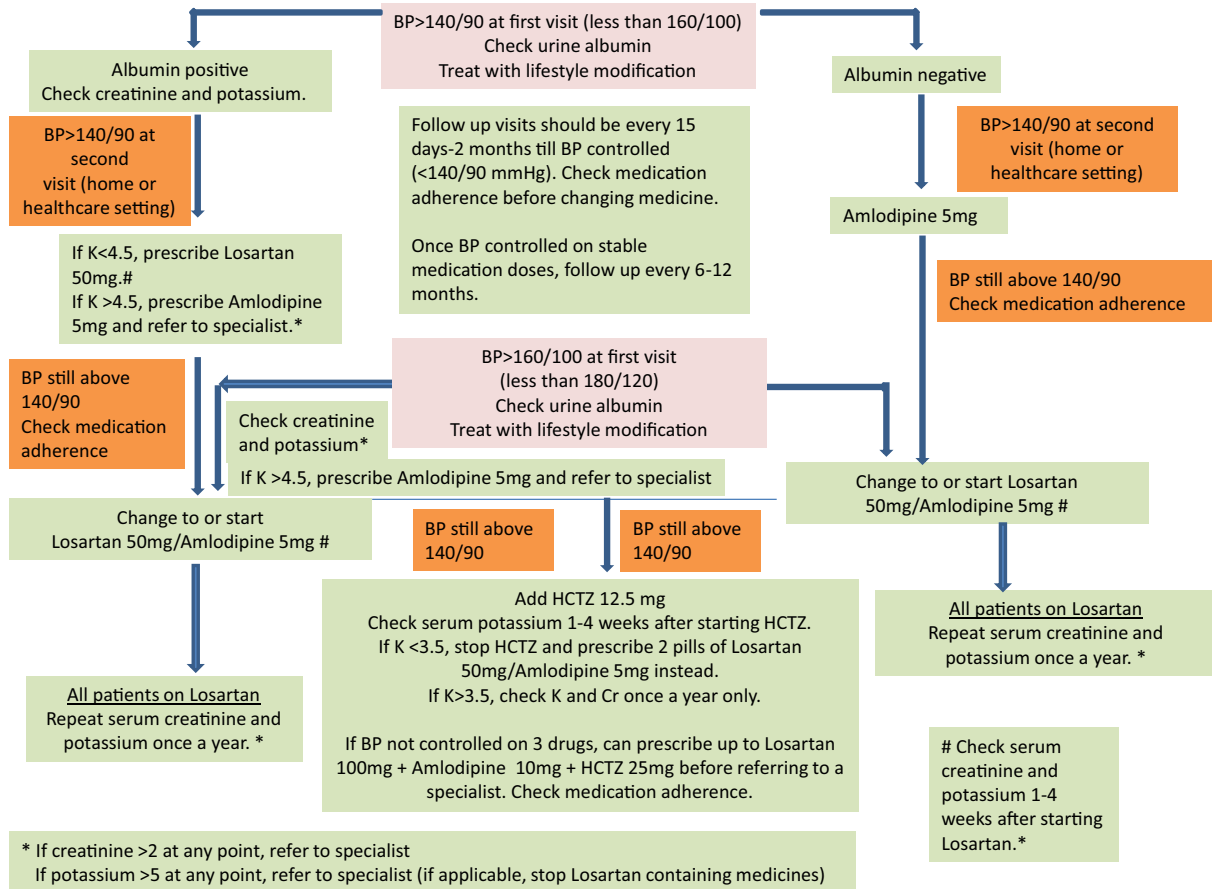 BP>140/90 at first visit (less than 160/100)
Check urine albumin
Treat with lifestyle modification
Albumin positive
Check creatinine and potassium.
Albumin negative
BP>140/90 at
second
visit (home or
healthcare setting)
Follow up visits should be every 15
days-2 months till BP controlled
(<140/90 mmHg). Check medication
adherence before changing medicine.
Once BP controlled on stable
medication doses, follow up every 6-12
months.
BP>140/90 at second
visit (home or
healthcare setting)
Amlodipine 5mg
If K<4.5, prescribe Losartan
50mg.#
If K >4.5, prescribe Amlodipine
5mg and refer to specialist.*
BP still above 140/90
Check medication adherence
BP still above
140/90
Check medication
adherence
BP>160/100 at first visit
(less than 180/120)
Check urine albumin
Treat with lifestyle modification
Check creatinine
and potassium*
If K >4.5, prescribe Amlodipine 5mg and refer to specialist
Change to or start
Losartan 50mg/Amlodipine 5mg #
Change to or start Losartan
50mg/Amlodipine 5mg #
BP still above
140/90
BP still above
140/90
Add HCTZ 12.5 mg
Check serum potassium 1-4 weeks after starting HCTZ.
If K <3.5, stop HCTZ and prescribe 2 pills of Losartan
50mg/Amlodipine 5mg instead.
If K>3.5, check K and Cr once a year only.
If BP not controlled on 3 drugs, can prescribe up to Losartan
100mg + Amlodipine 10mg + HCTZ 25mg before referring to a
specialist. Check medication adherence.
All patients on Losartan
Repeat serum creatinine and
potassium once a year. *
All patients on Losartan
Repeat serum creatinine and
potassium once a year. *
# Check serum
creatinine and
potassium 1-4
weeks after
starting
Losartan.*
* If creatinine >2 at any point, refer to specialist
If potassium >5 at any point, refer to specialist (if applicable, stop Losartan containing medicines)